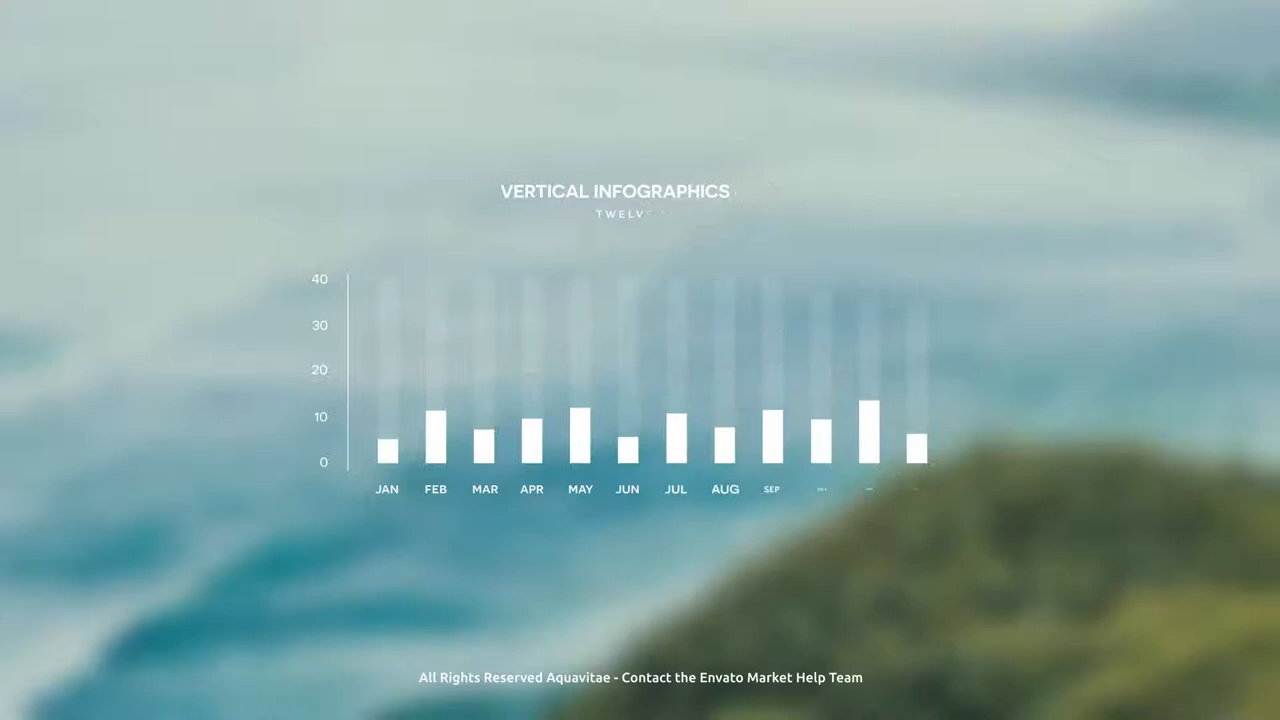 VERTICAL INFOGRAPHICS
TWELV
40
30
20
10
0
JAN FEB MAR APR MAY JUN JUL AUG SEP
All Rights Reserved Aquavitae - Contact the Envato Market Help Team